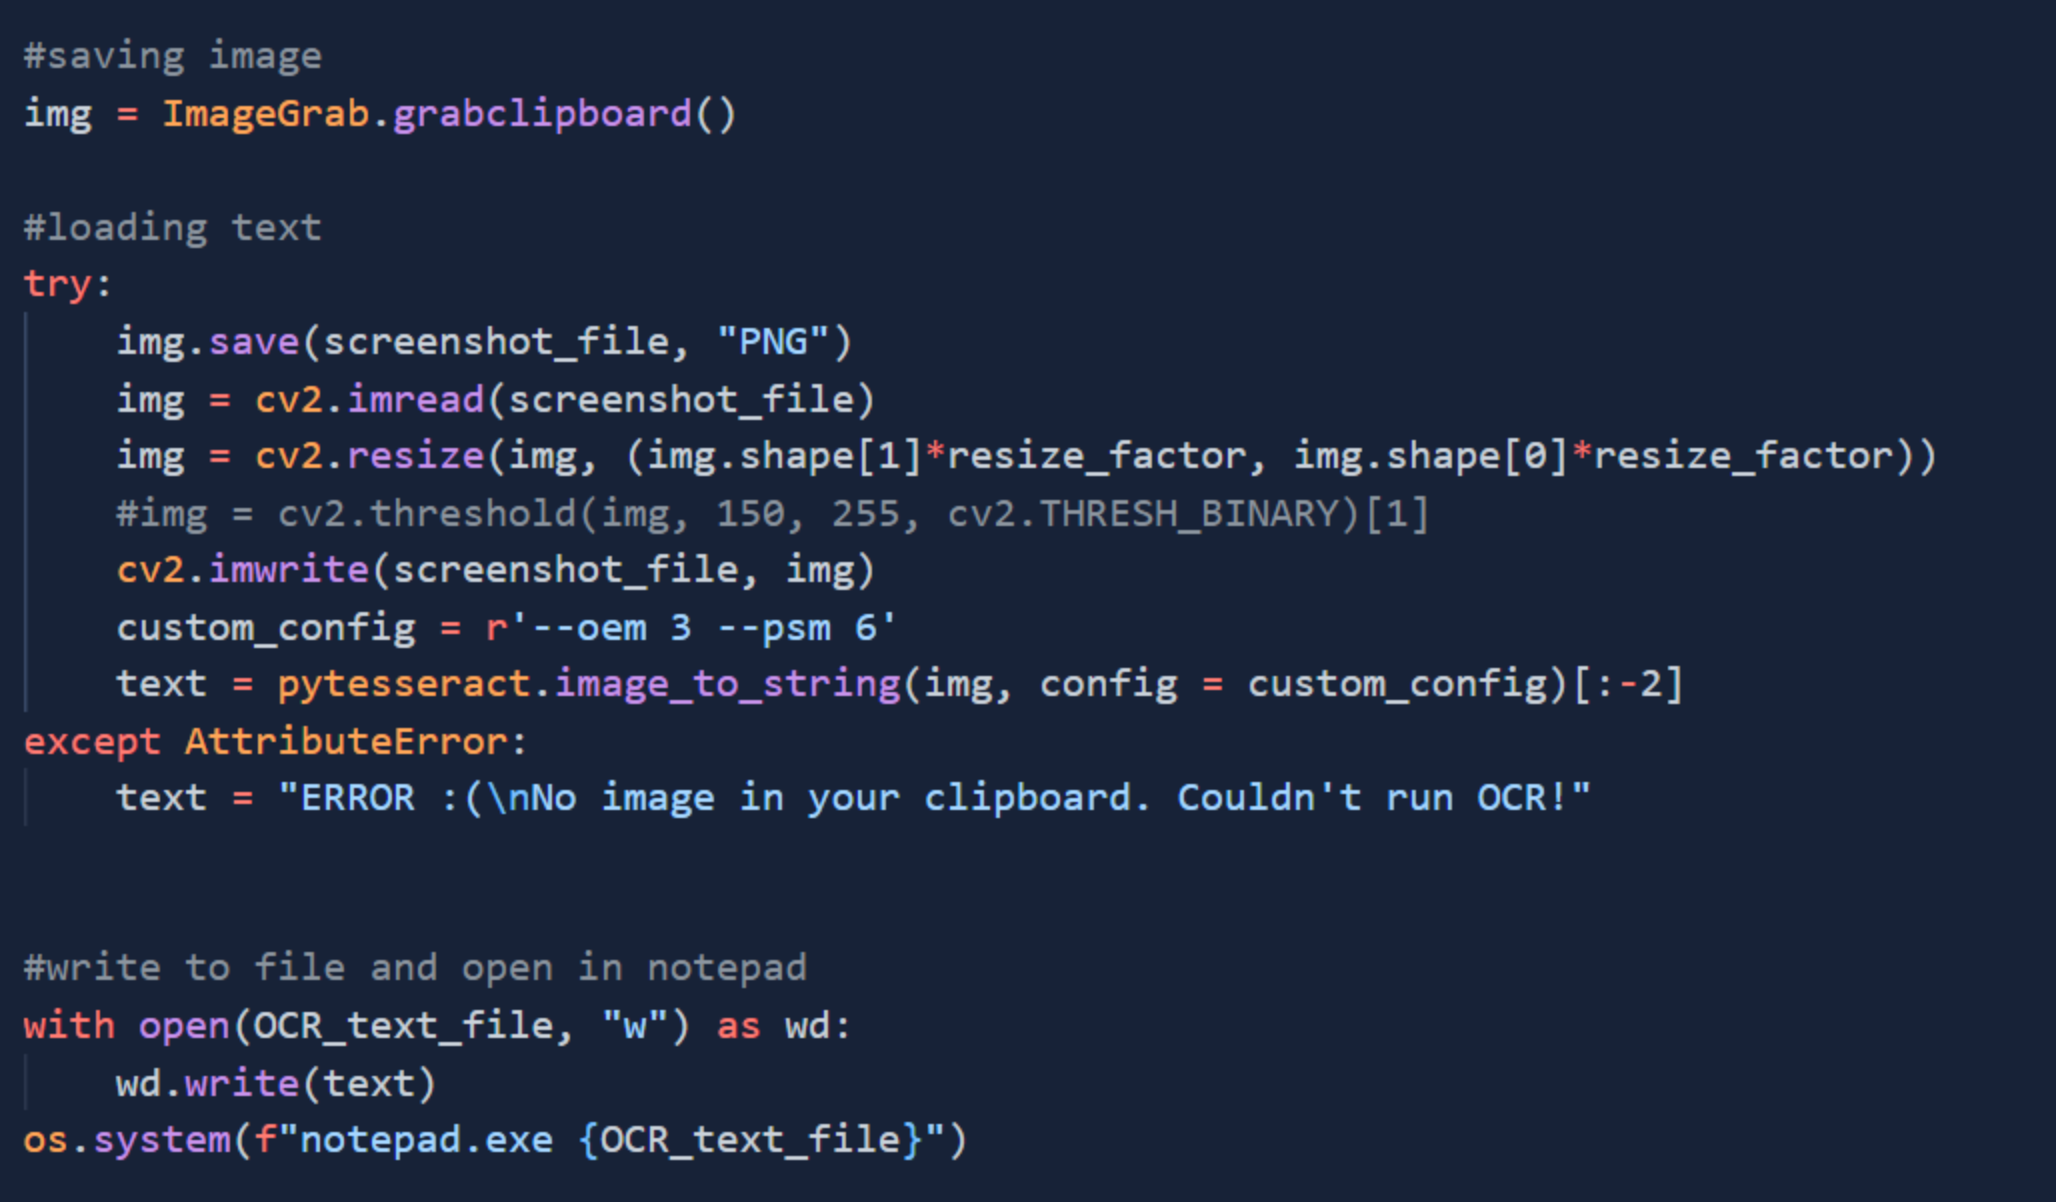 #saving image
img = ImageGrab.grabclipboard()

#loading text
try:
    img.save(screenshot_file, "PNG")
    img = cv2.imread(screenshot_file)
    img = cv2.resize(img, (img.shape[1]*resize_factor, img.shape[0]*resize_factor))
    #img = cv2.threshold(img, 150, 255, cv2.THRESH_BINARY)[1]
    cv2.imwrite(screenshot_file, img)
    custom_config = r'--oem 3 --psm 6'
    text = pytesseract.image_to_string(img, config = custom_config)[:-2]
except AttributeError:
    text = "ERROR :(\nNo image in your clipboard. Couldn't run OCR!"


#write to file and open in notepad
with open(OCR_text_file, "w") as wd:
    wd.write(text)
os.system(f"notepad.exe {OCR_text_file}")